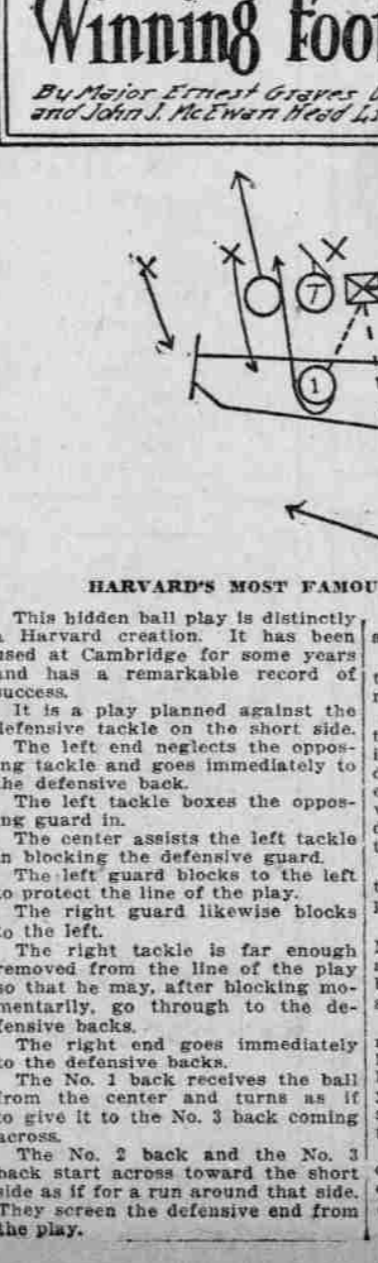 Winning Foo
By Major Ernest Graves
and John J. McEwan Head Li
T
1
HARVARD'S MOST FAMOU
This hidden ball play is distinctly
a Harvard creation. It has been
used at Cambridge for some years
and has a remarkable record of
success.
It is a play planned against the
defensive tackle on the short side.
The left end neglects the oppos-
ng tackle and goes immediately to
the defensive back.
The left tackle boxes the oppos-
ng guard in.
The center assists the left tackle
n blocking the defensive guard.
The left guard blocks to the left
to protect the line of the play.
The right guard likewise blocks
to the left.
The right tackle is far enough
removed from the line of the play
so that he may, after blocking mo-
mentarily, go through to the de-
fensive backs.
The right end goes immediately
to the defensive backs.
The No. 1 back receives the ball
from the center and turns as if
to give it to the No. 3 back coming
across.
The No. 2 back and the No. 3
back start across toward the short
side as if for a run around that side.
They screen the defensive end from
the play.